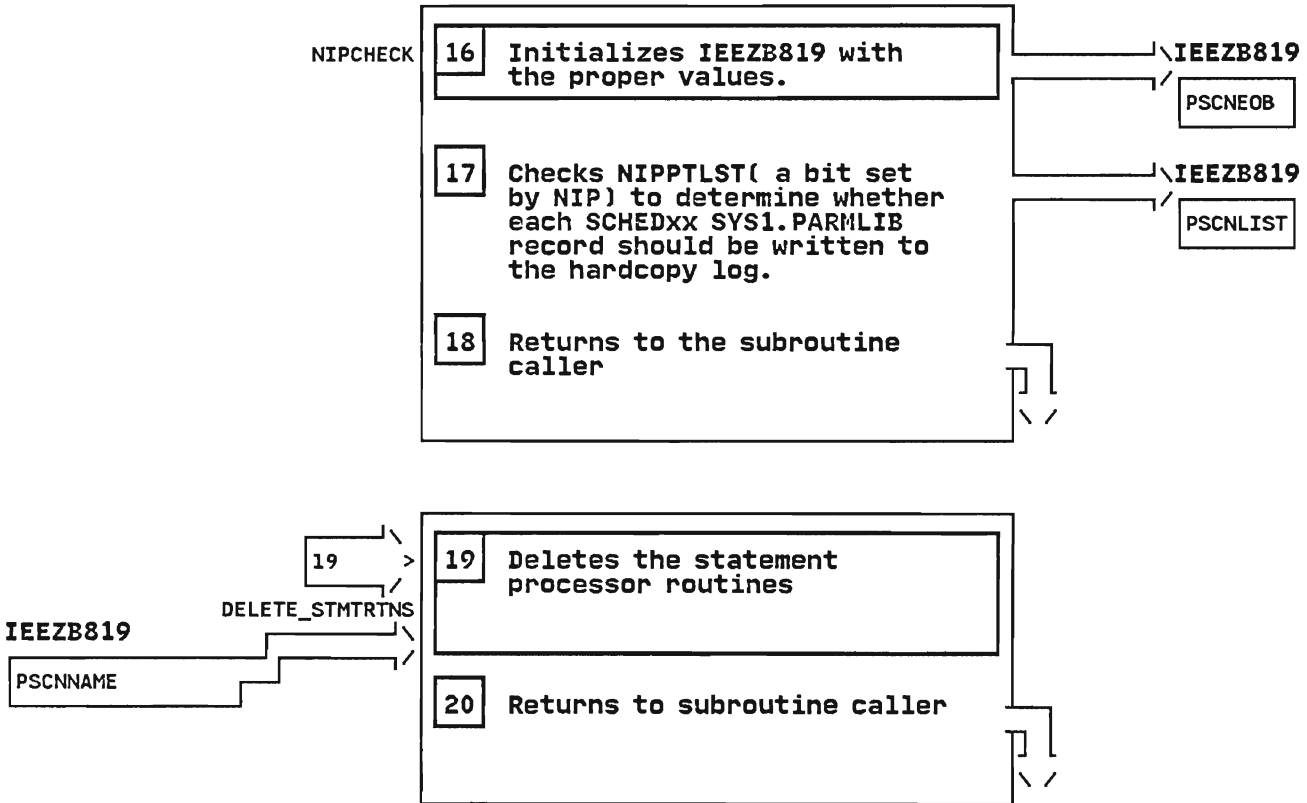 NIPCHECK
16 Initializes IEEZB819 with
the proper values.
IEEZB819
PSCNEOB
17 Checks NIPPTLST( a bit set
by NIP) to determine whether
each SCHEDxx SYS1.PARMLIB
record should be written to
the hardcopy log.
IEEZB819
PSCNLIST
18 Returns to the subroutine
caller
19
19 Deletes the statement
processor routines
DELETE_STMTRTNS
IEEZB819
PSCNNAME
20 Returns to subroutine caller